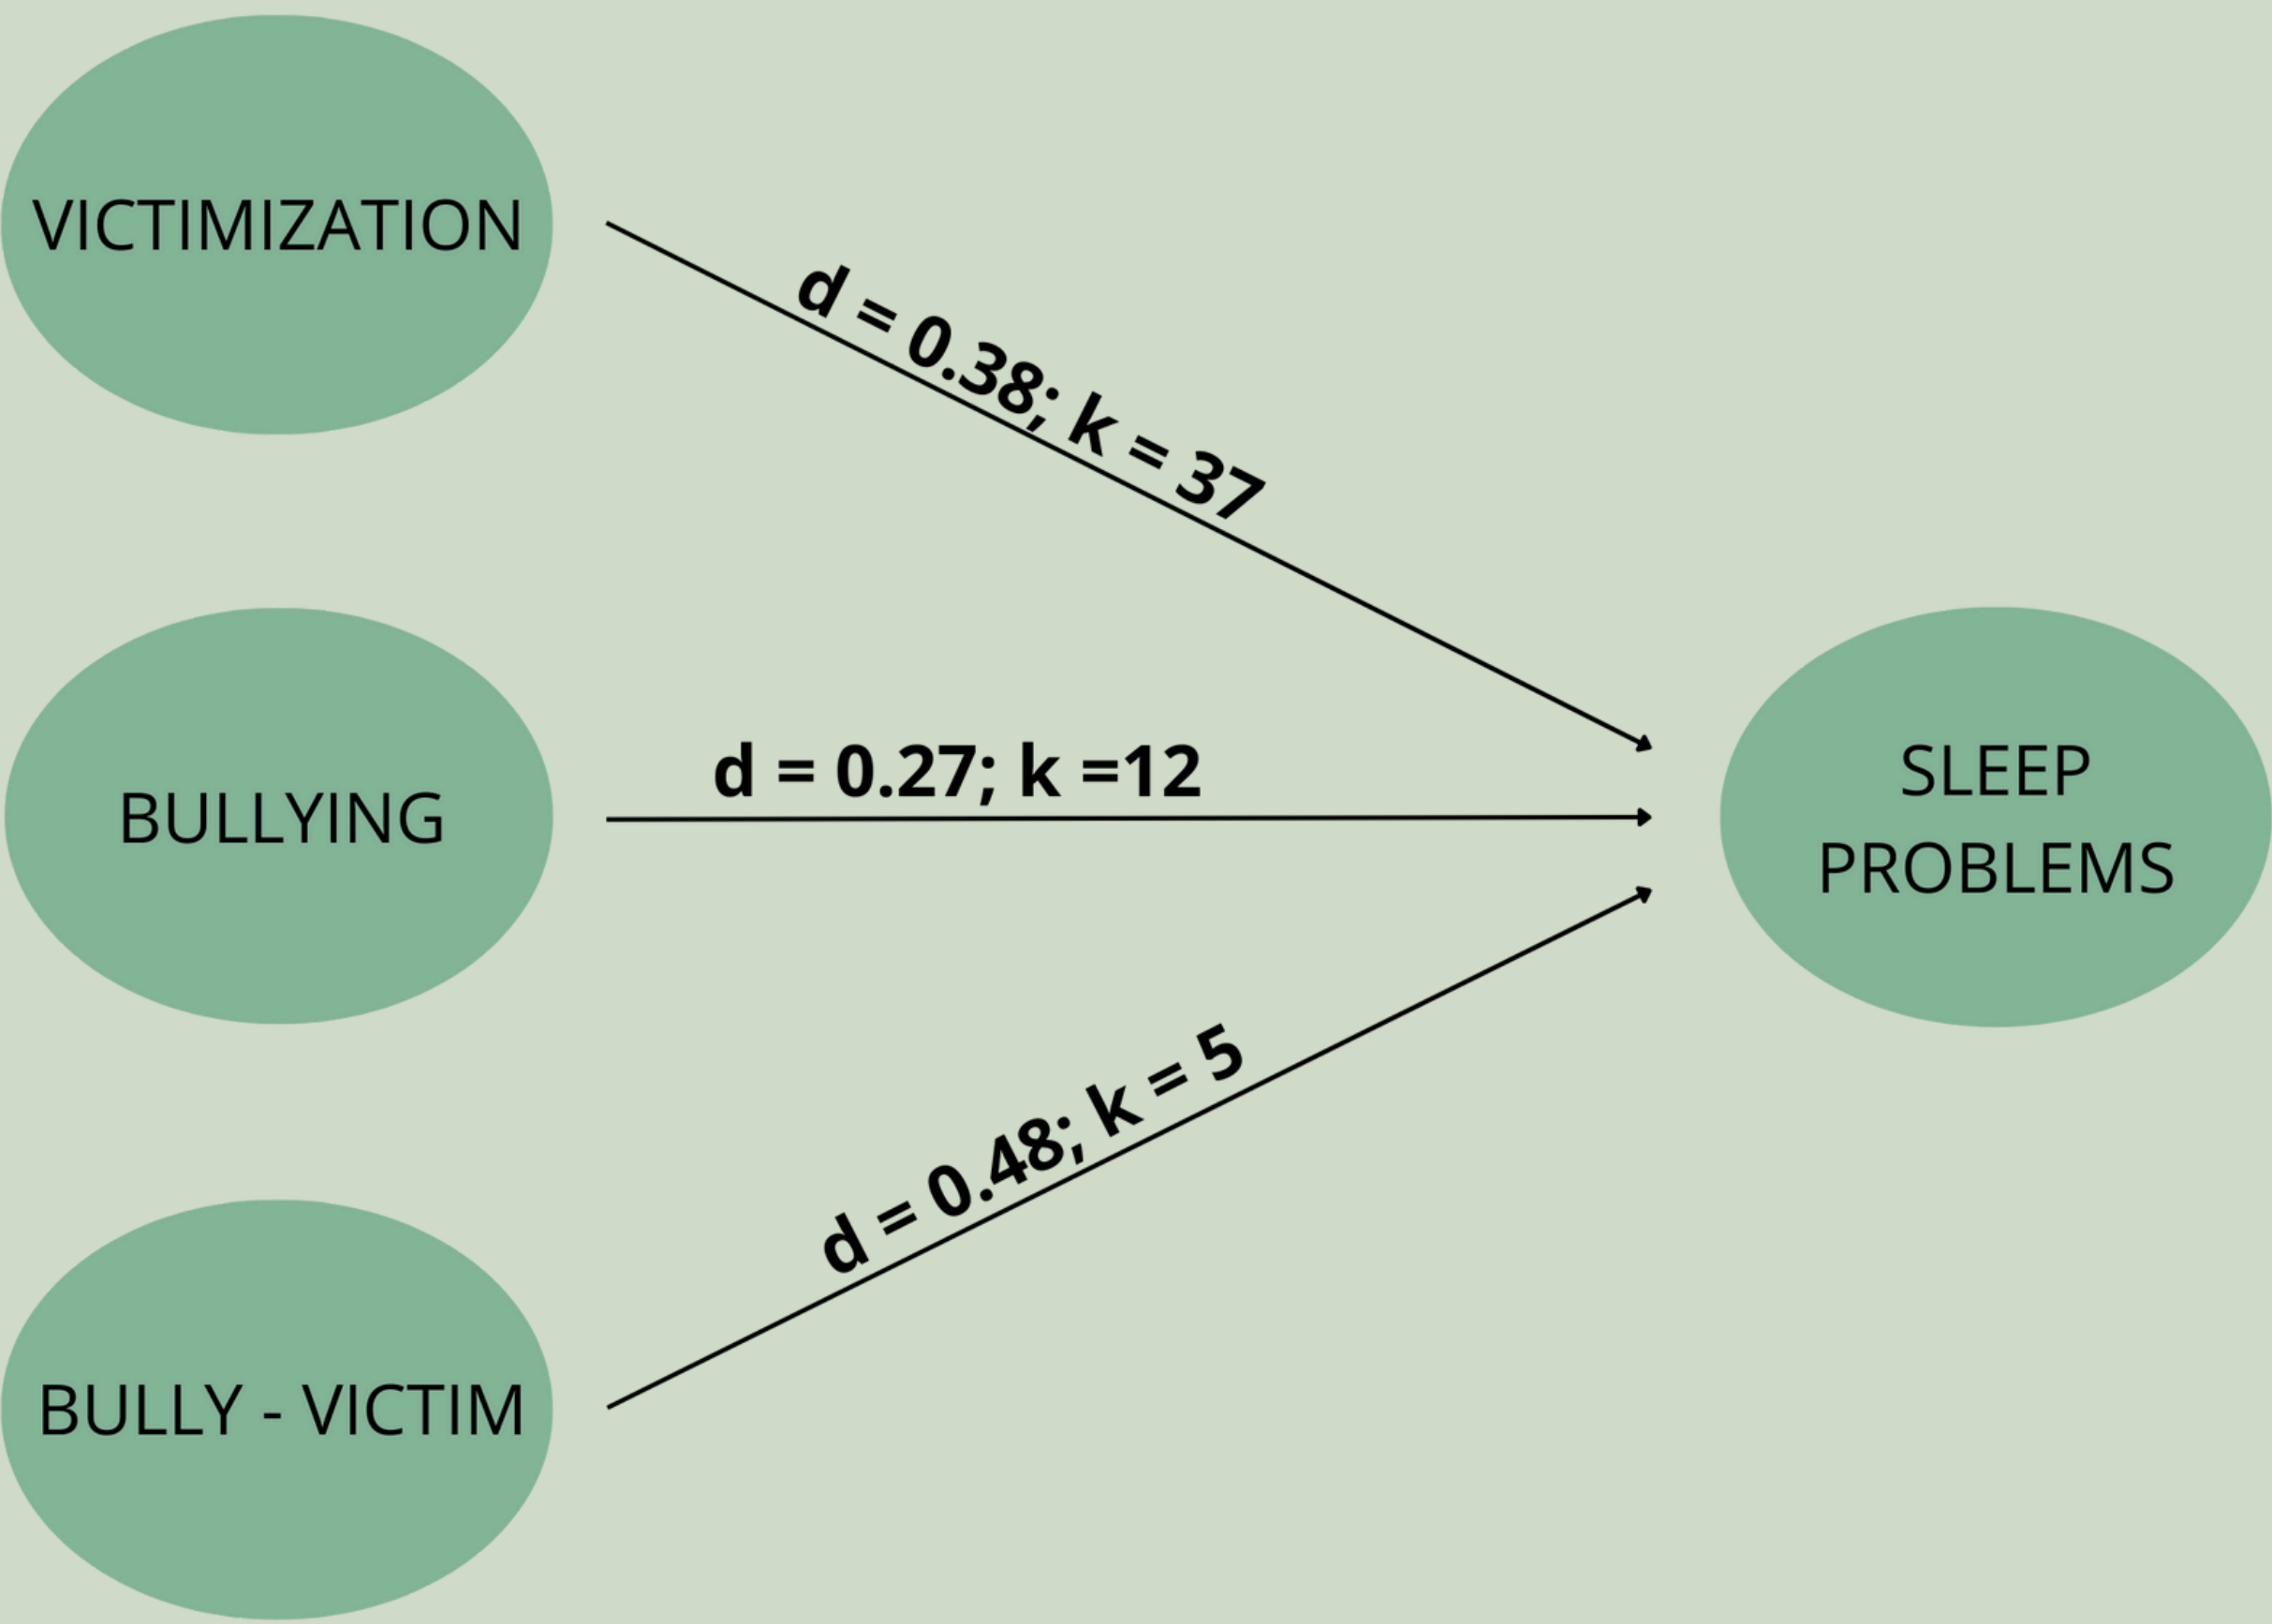 VICTIMIZATION
d = 0.38; k = 37
BULLYING
d = 0.27; k =12
SLEEP
PROBLEMS
d = 0.48; k = 5
BULLY - VICTIM